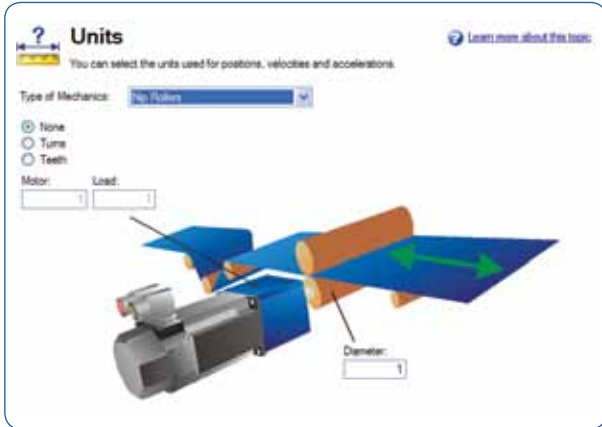 ?
Units
Learn more about this topic
You can select the units used for positions, velocities and accelerations.
Type of Mechanics: Nip Rollers
None
Turns
Teeth
Motor: Load:
1 1
Diameter:
1